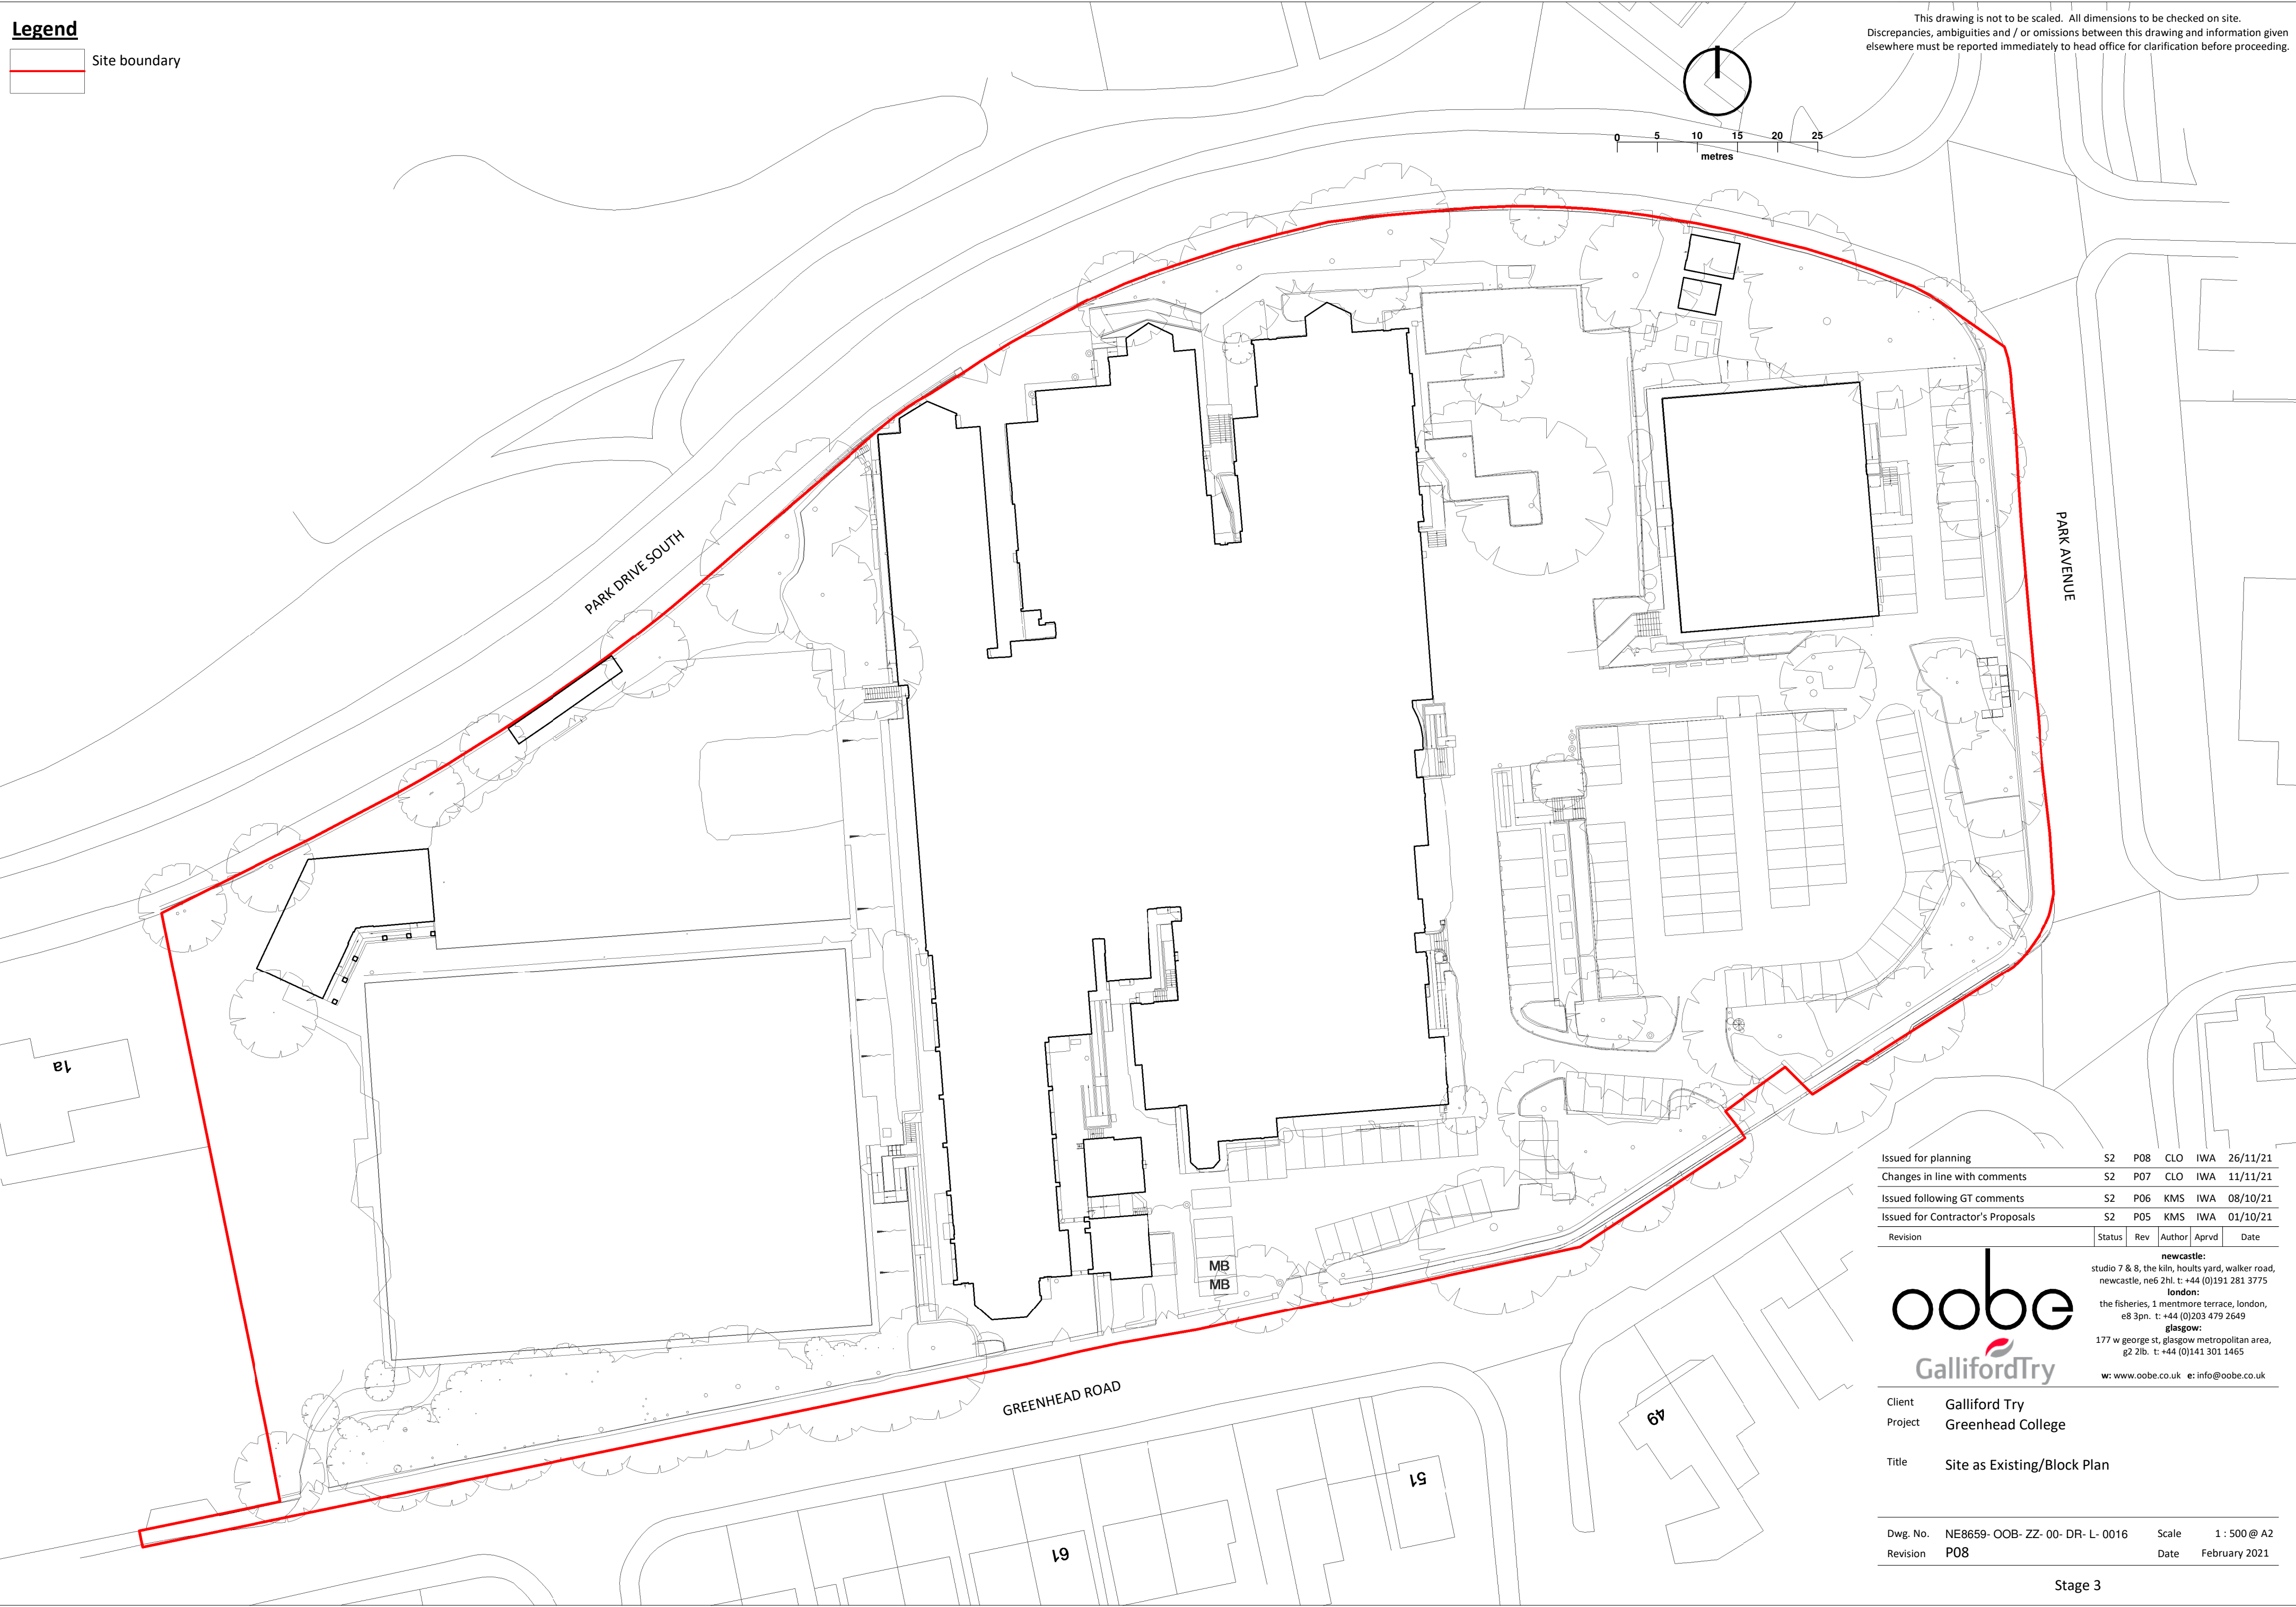 Legend
Site boundary
This drawing is not to be scaled. All dimensions to be checked on site.
Discrepancies, ambiguities and / or omissions between this drawing and information given
elsewhere must be reported immediately to head office for clarification before proceeding.
0 5 10 15 20 25
metres
PARK DRIVE SOUTH
PARK AVENUE
1a
MB
MB
GREENHEAD ROAD
49
51
61
Issued for planning S2 P08 CLO IWA 26/11/21
Changes in line with comments S2 P07 CLO IWA 11/11/21
Issued following GT comments S2 P06 KMS IWA 08/10/21
Issued for Contractor's Proposals S2 P05 KMS IWA 01/10/21
Revision Status Rev Author Aprvd Date
oobe
GallifordTry
newcastle:
studio 7 & 8, the kiln, hoults yard, walker road,
newcastle, ne6 2hl. t: +44 (0)191 281 3775
london:
the fisheries, 1 mentmore terrace, london,
e8 3pn. t: +44 (0)203 479 2649
glasgow:
177 w george st, glasgow metropolitan area,
g2 2lb. t: +44 (0)141 301 1465
w: www.oobe.co.uk e: info@oobe.co.uk
Client Galliford Try
Project Greenhead College
Title Site as Existing/Block Plan
Dwg. No. NE8659- OOB- ZZ- 00- DR- L- 0016 Scale 1 : 500 @ A2
Revision P08 Date February 2021
Stage 3